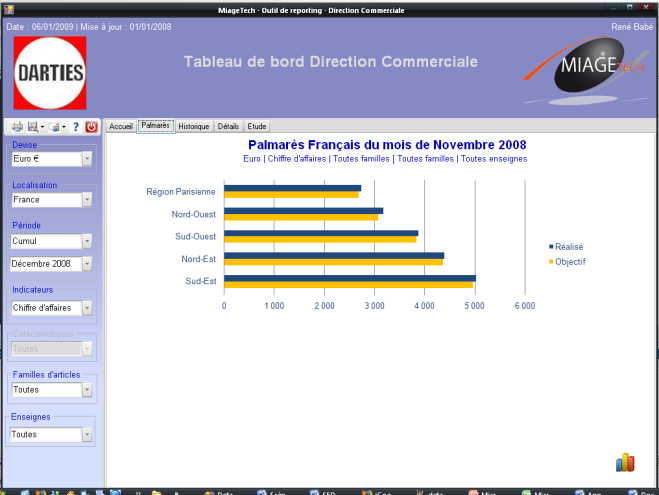 MiageTech - Outil de reporting - Direction Commerciale
Date : 06/01/2009 | Mise à jour : 01/01/2008
René Babé
DARTIES
Tableau de bord Direction Commerciale
MIAGE TECH
Accueil Palmarès Historique Détails Etude
Devise
Euro €
Localisation
France
Période
Cumul
Décembre 2008
Indicateurs
Chiffre d'affaires
Caractéristiques
Toutes
Familles d'articles
Toutes
Enseignes
Toutes
Palmarès Français du mois de Novembre 2008
Euro | Chiffre d'affaires | Toutes familles | Toutes familles | Toutes enseignes
Région Parisienne
Nord-Ouest
Sud-Ouest
Nord-Est
Sud-Est
0 1 000 2 000 3 000 4 000 5 000 6 000
Réalisé
Objectif